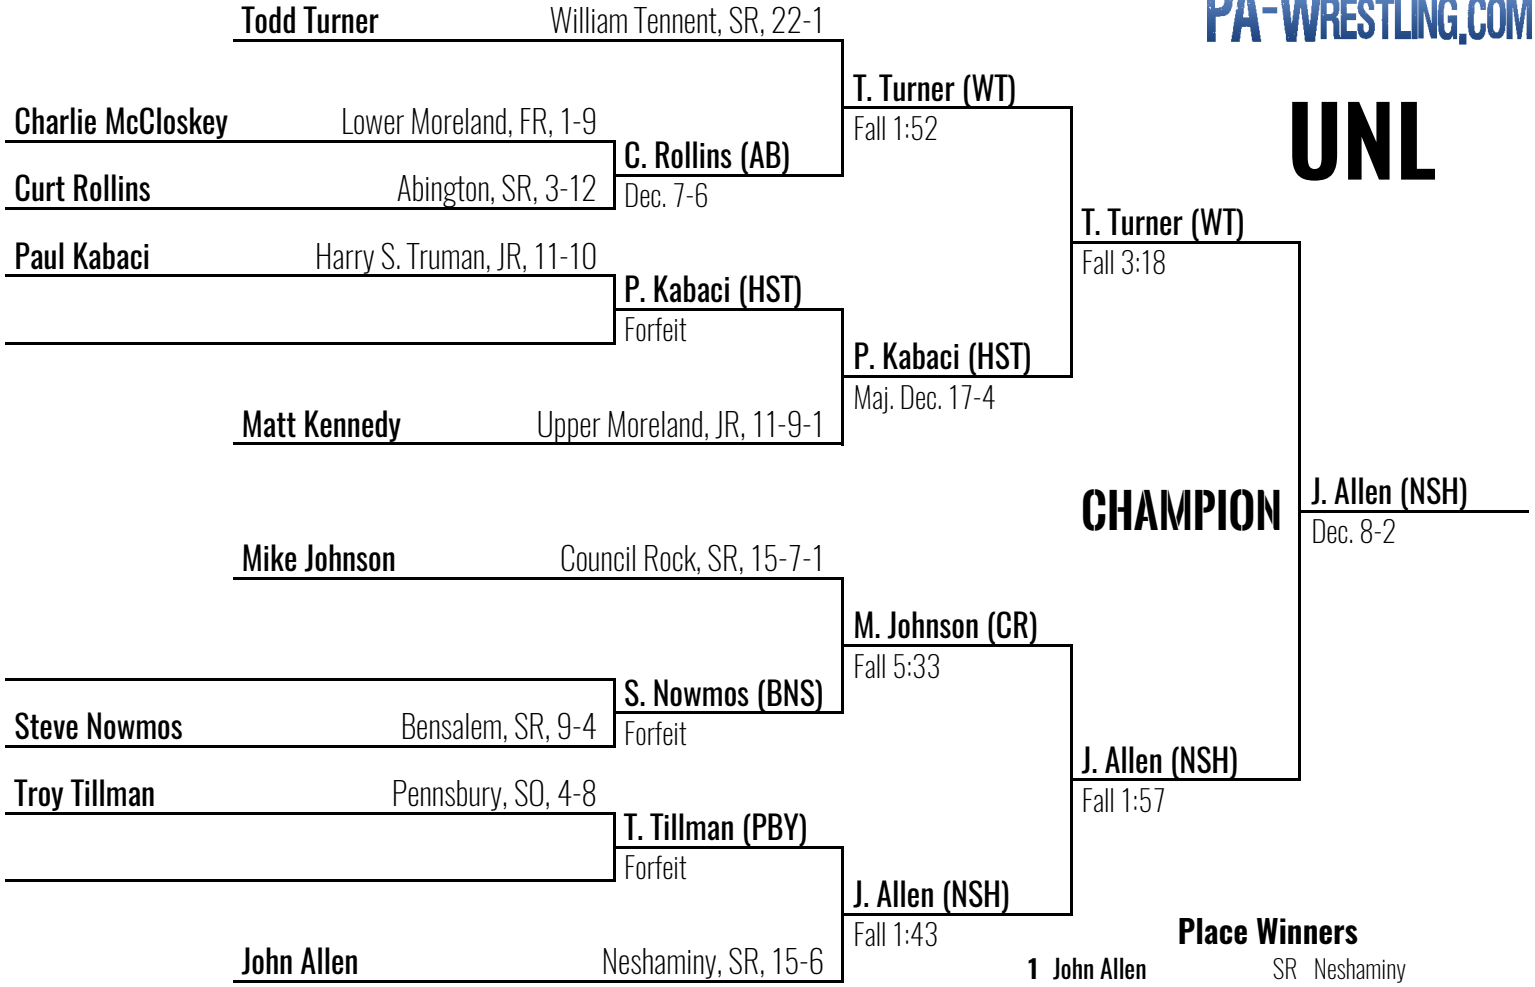 Todd Turner William Tennent, SR, 22-1
PA-WRESTLING.COM
UNL
T. Turner (WT)
Fall 1:52
Charlie McCloskey Lower Moreland, FR, 1-9
C. Rollins (AB)
Dec. 7-6
Curt Rollins Abington, SR, 3-12
T. Turner (WT)
Fall 3:18
Paul Kabaci Harry S. Truman, JR, 11-10
P. Kabaci (HST)
Forfeit
P. Kabaci (HST)
Maj. Dec. 17-4
Matt Kennedy Upper Moreland, JR, 11-9-1
CHAMPION
J. Allen (NSH)
Dec. 8-2
Mike Johnson Council Rock, SR, 15-7-1
M. Johnson (CR)
Fall 5:33
S. Nowmos (BNS)
Forfeit
Steve Nowmos Bensalem, SR, 9-4
J. Allen (NSH)
Fall 1:57
Troy Tillman Pennsbury, SO, 4-8
T. Tillman (PBY)
Forfeit
J. Allen (NSH)
Fall 1:43
John Allen Neshaminy, SR, 15-6
Place Winners
1 John Allen SR Neshaminy